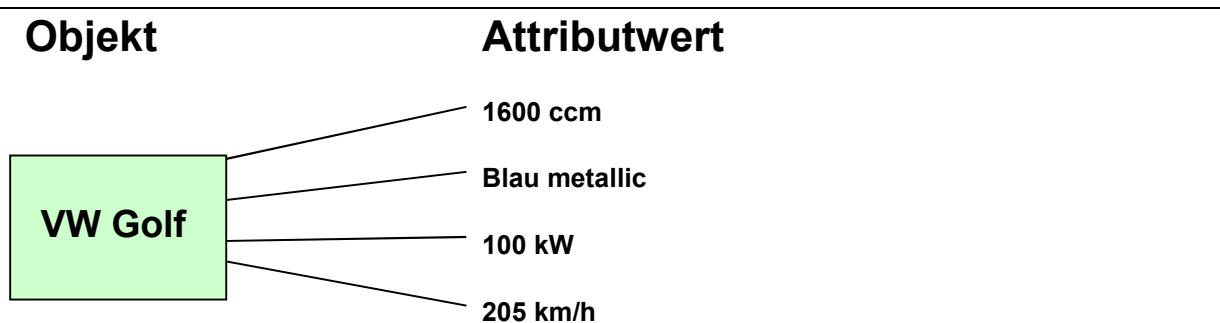 Objekt Attributwert
1600 ccm
Blau metallic
VW Golf
100 kW
205 km/h